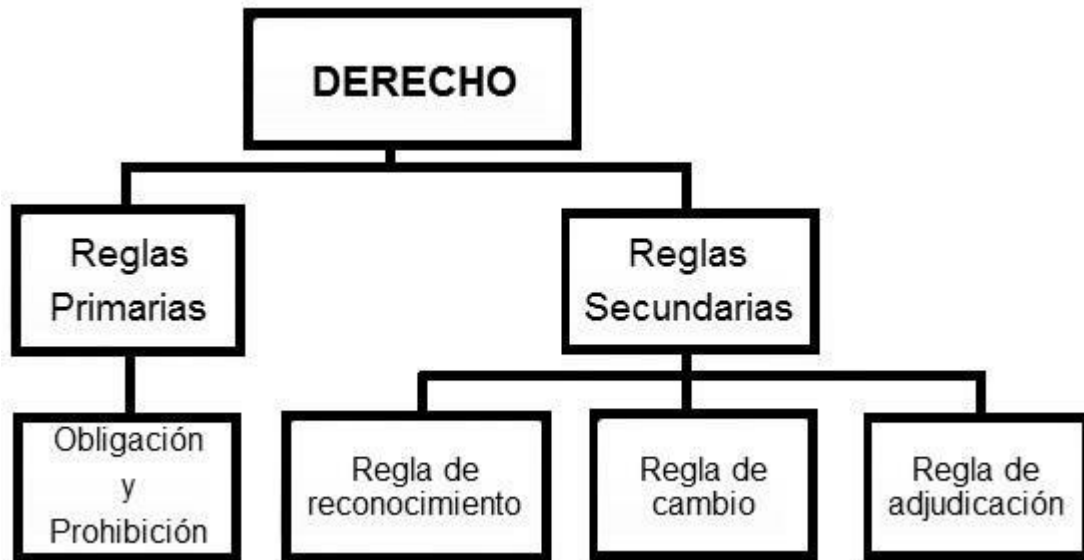 DERECHO
Reglas
Primarias
Reglas
Secundarias
Obligación
y
Prohibición
Regla de
reconocimiento
Regla de
cambio
Regla de
adjudicación